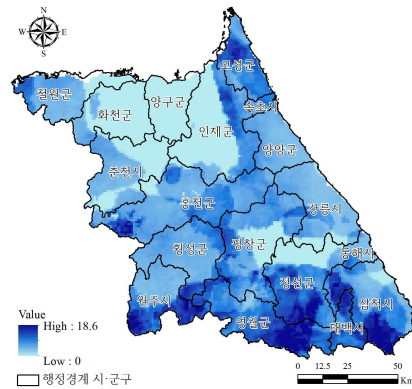 N
W E
S
고성군
속초시
철원군
양구군
화천군
인제군
양양군
춘천시
홍천군
강릉시
횡성군
평창군
동해시
정선군
원주시
삼척시
영월군
태백시
Value
High : 18.6
Low : 0
행정경계 시·군구
12.5 25 50
Km